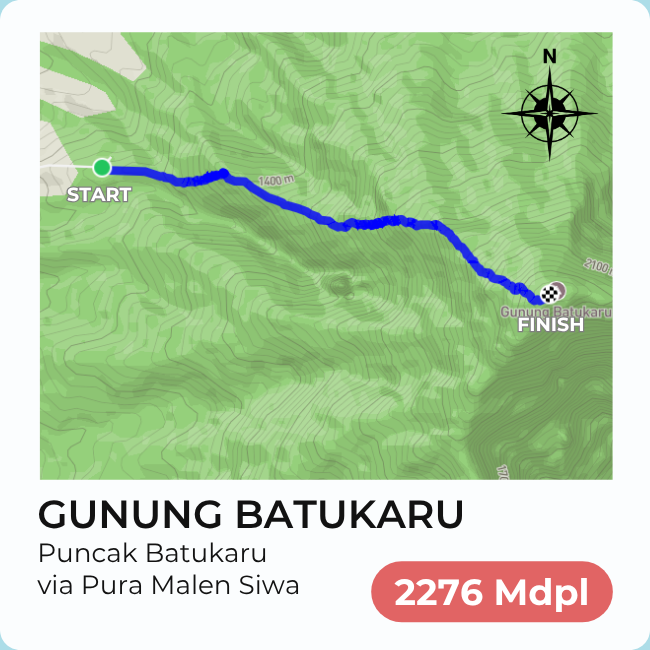 N
1400 m
START
2100
Gunung Batukaru
FINISH
GUNUNG BATUKARU
Puncak Batukaru
via Pura Malen Siwa
2276 Mdpl